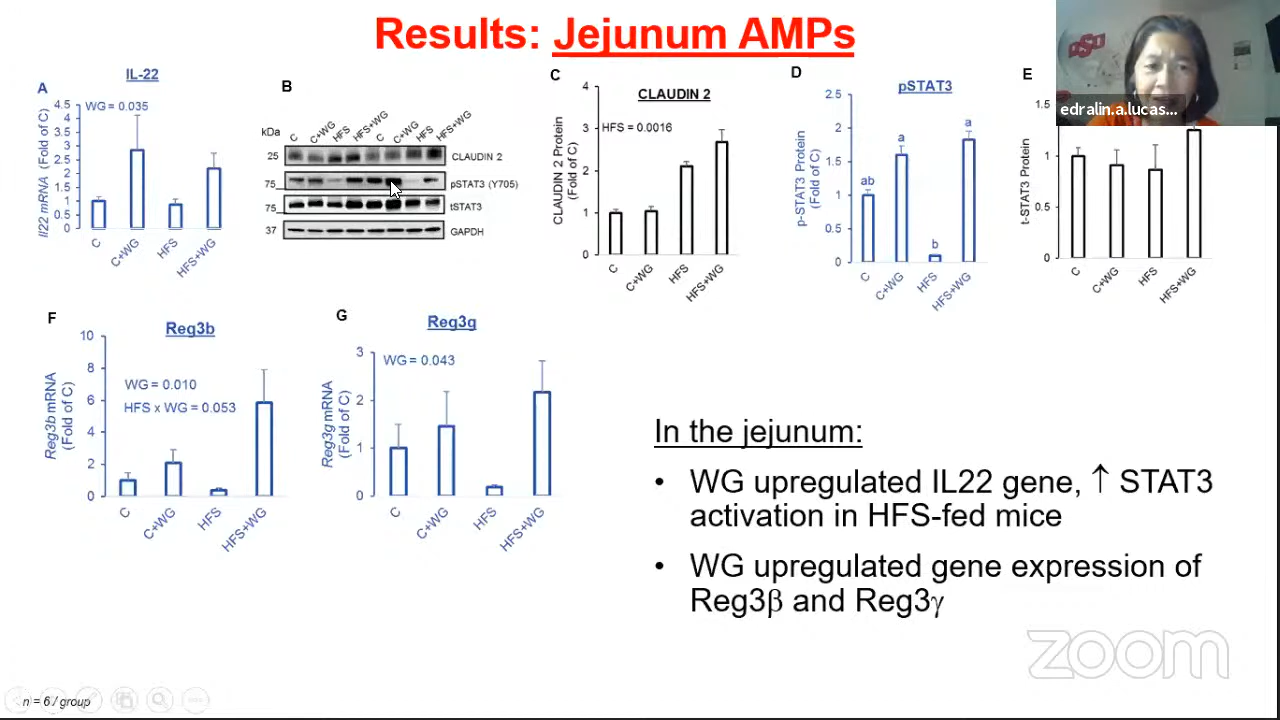 Results: Jejunum AMPs
edralin.a.lucas...
A
IL-22
WG = 0.035
Il22 mRNA (Fold of C)
4.5
4
3.5
3
2.5
2
1.5
1
0.5
0
C
C+WG
HFS
HFS+WG
B
kDa
C
C+WG
HFS
HFS+WG
C
C+WG
HFS
HFS+WG
25
CLAUDIN 2
75
pSTAT3 (Y705)
75
tSTAT3
37
GAPDH
C
CLAUDIN 2
HFS = 0.0016
CLAUDIN 2 Protein
(Fold of C)
4
3
2
1
0
C
C+WG
HFS
HFS+WG
D
pSTAT3
p-STAT3 Protein
(Fold of C)
2.5
2
1.5
1
0.5
0
ab
a
b
a
C
C+WG
HFS
HFS+WG
E
t-STAT3 Protein
1.5
1
0.5
0
C
C+WG
HFS
HFS+WG
F
Reg3b
WG = 0.010
HFS x WG = 0.053
Reg3b mRNA
(Fold of C)
10
8
6
4
2
0
C
C+WG
HFS
HFS+WG
G
Reg3g
WG = 0.043
Reg3g mRNA
(Fold of C)
3
2
1
0
C
C+WG
HFS
HFS+WG
In the jejunum:
• WG upregulated IL22 gene, ↑ STAT3
activation in HFS-fed mice
• WG upregulated gene expression of
Reg3β and Reg3γ
zoom
n = 6 / group